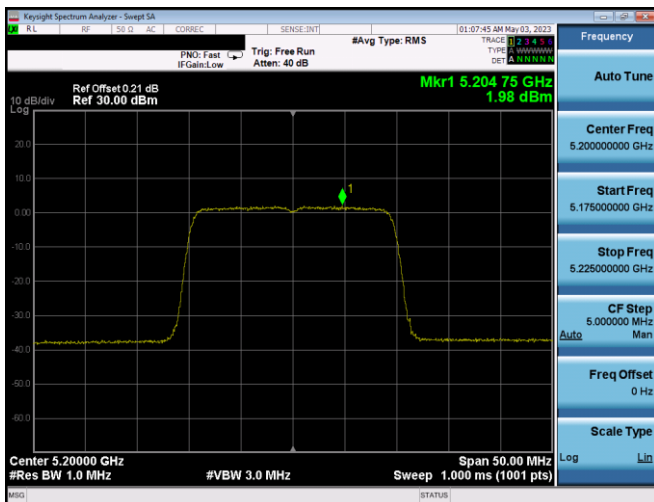 Keysight Spectrum Analyzer - Swept SA
RL RF 50 Ω AC CORREC SENSE:INT 01:07:45 AM May 03, 2023
#Avg Type: RMS
TRACE 1 2 3 4 5 6
TYPE A WWWWW
DET A N N N N N
PNO: Fast
IFGain:Low
Trig: Free Run
Atten: 40 dB
Frequency
Mkr1 5.204 75 GHz
1.98 dBm
Ref Offset 0.21 dB
Ref 30.00 dBm
10 dB/div
Log
1
20.0
10.0
0.00
-10.0
-20.0
-30.0
-40.0
-50.0
-60.0
Center 5.20000 GHz
Span 50.00 MHz
#Res BW 1.0 MHz
#VBW 3.0 MHz
Sweep 1.000 ms (1001 pts)
MSG
STATUS
Auto Tune
Center Freq
5.200000000 GHz
Start Freq
5.175000000 GHz
Stop Freq
5.225000000 GHz
CF Step
5.000000 MHz
Auto Man
Freq Offset
0 Hz
Scale Type
Log Lin